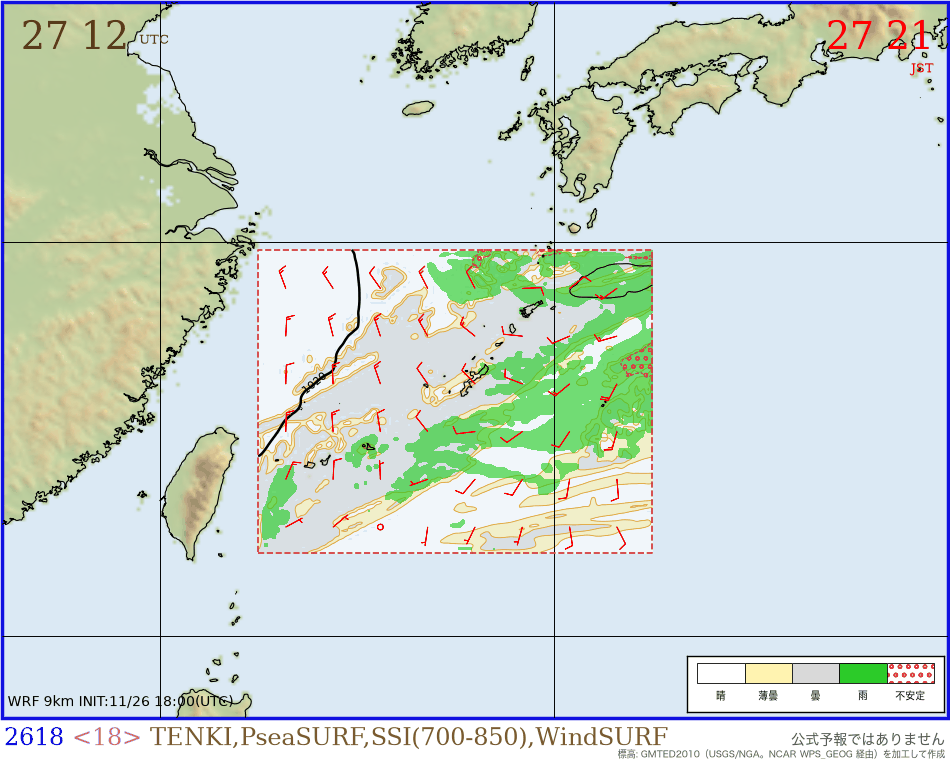 27 12 UTC
27 21
JST
1020
WRF 9km INIT:11/26 18:00(UTC)
晴 薄曇 曇 雨 不安定
2618 <18> TENKI,PseaSURF,SSI(700-850),WindSURF
公式予報ではありません
標高: GMTED2010（USGS/NGA。NCAR WPS_GEOG 経由）を加工して作成